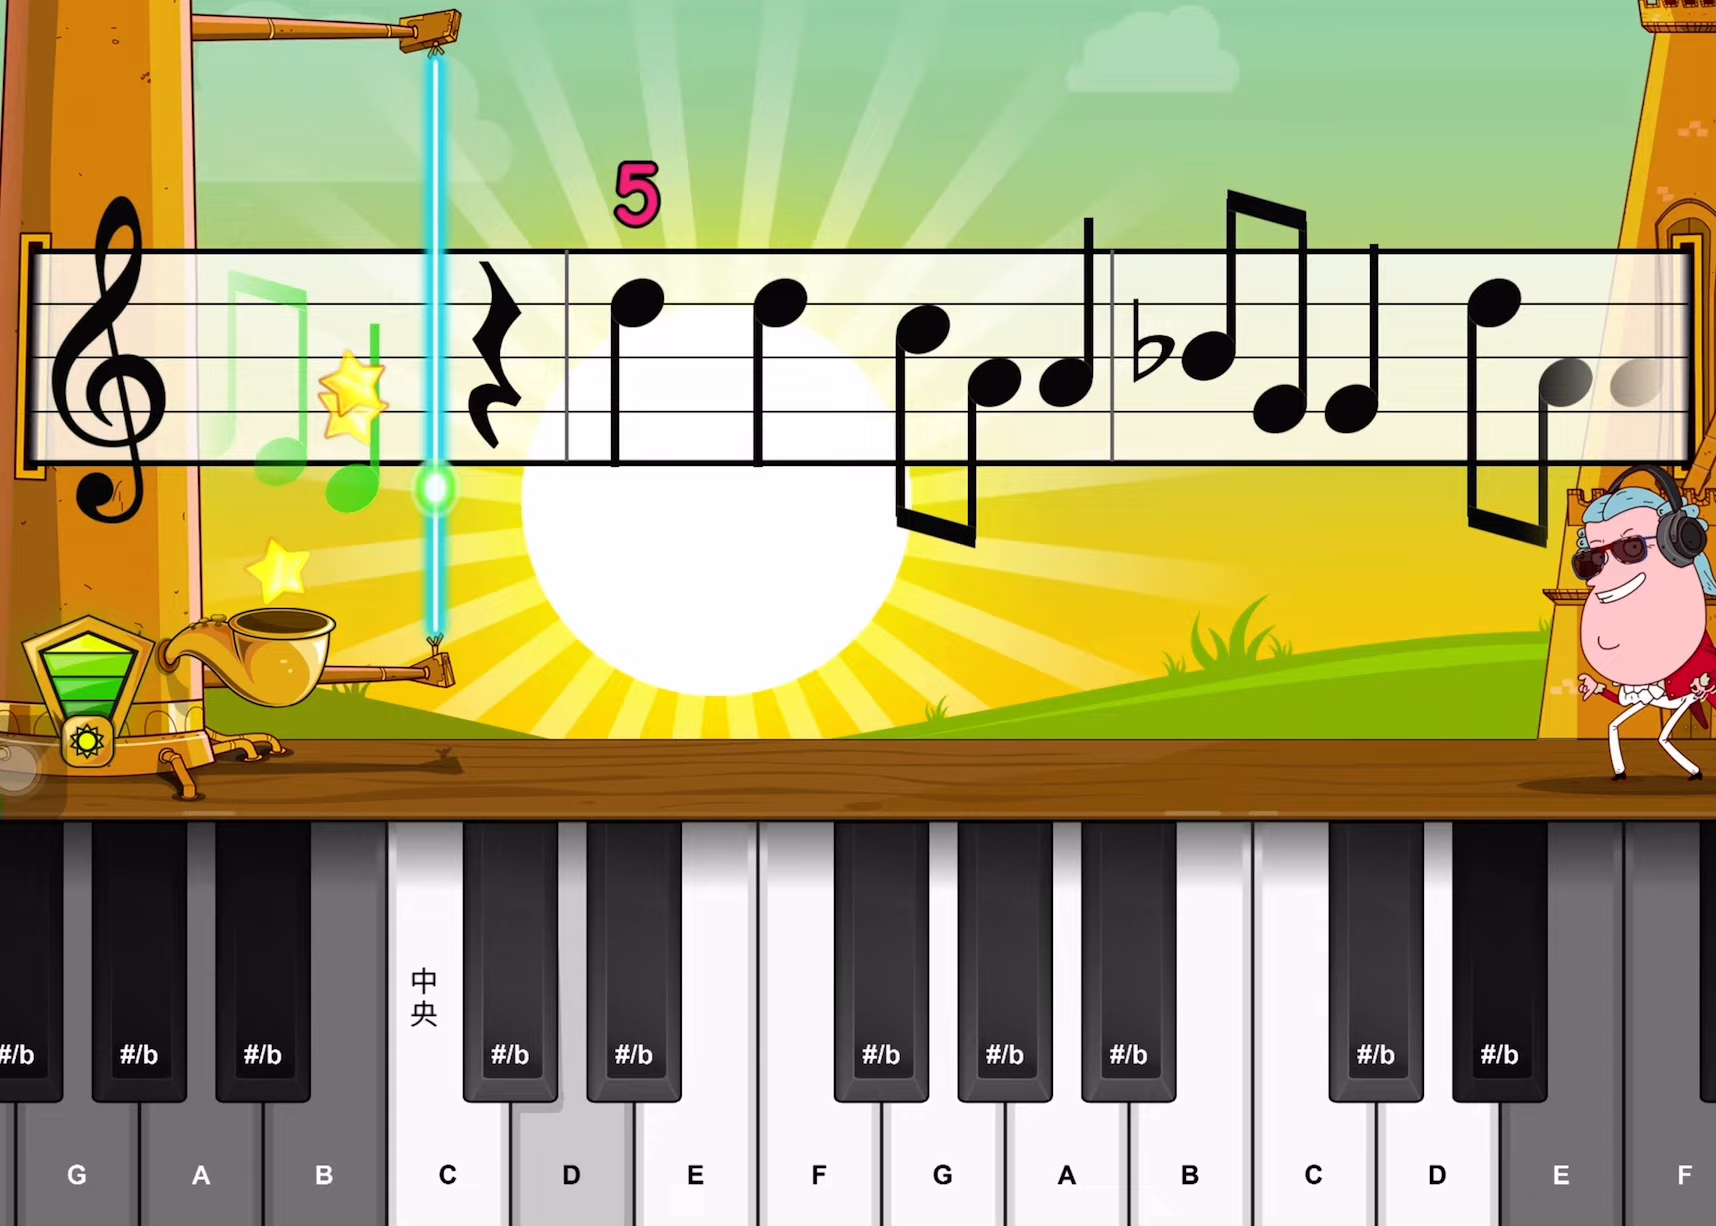 5
中
央
#/b #/b #/b #/b #/b #/b #/b #/b #/b #/b
G A B C D E F G A B C D E F